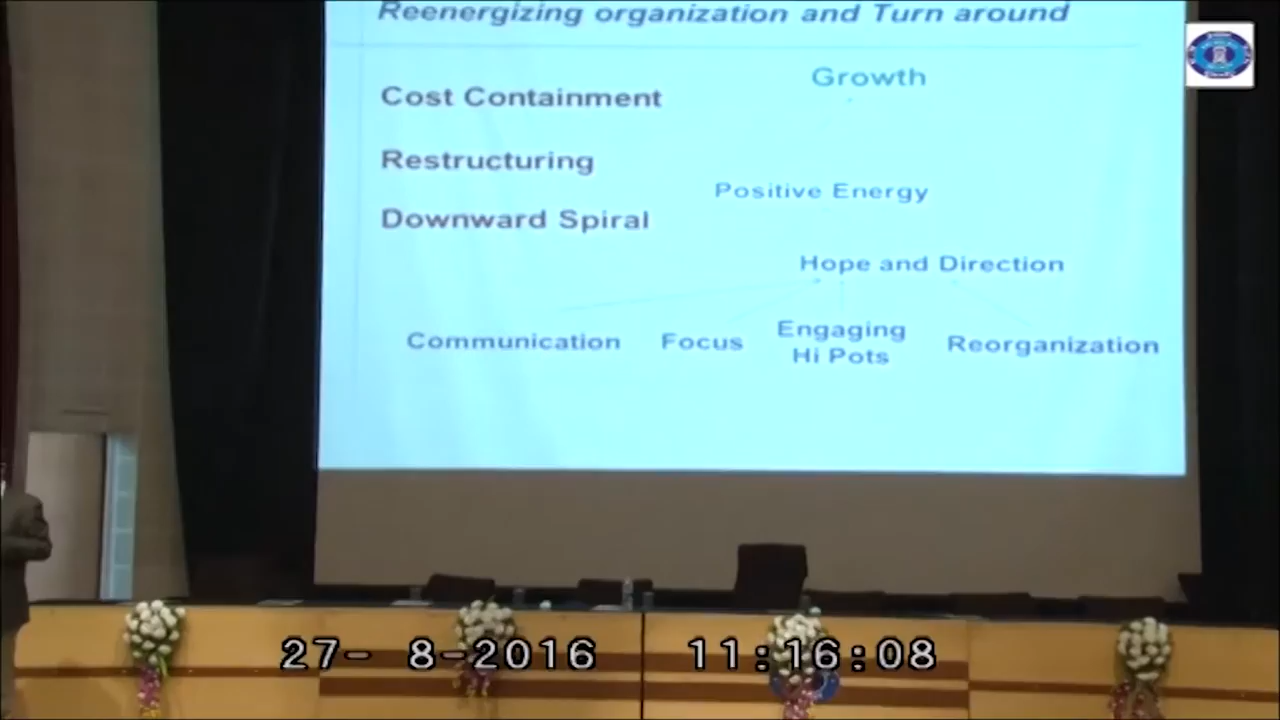 Reenergizing organization and Turn around
Growth
Cost Containment
Restructuring
Positive Energy
Downward Spiral
Hope and Direction
Communication
Focus
Engaging
Hi Pots
Reorganization
27- 8-2016 11:16:08